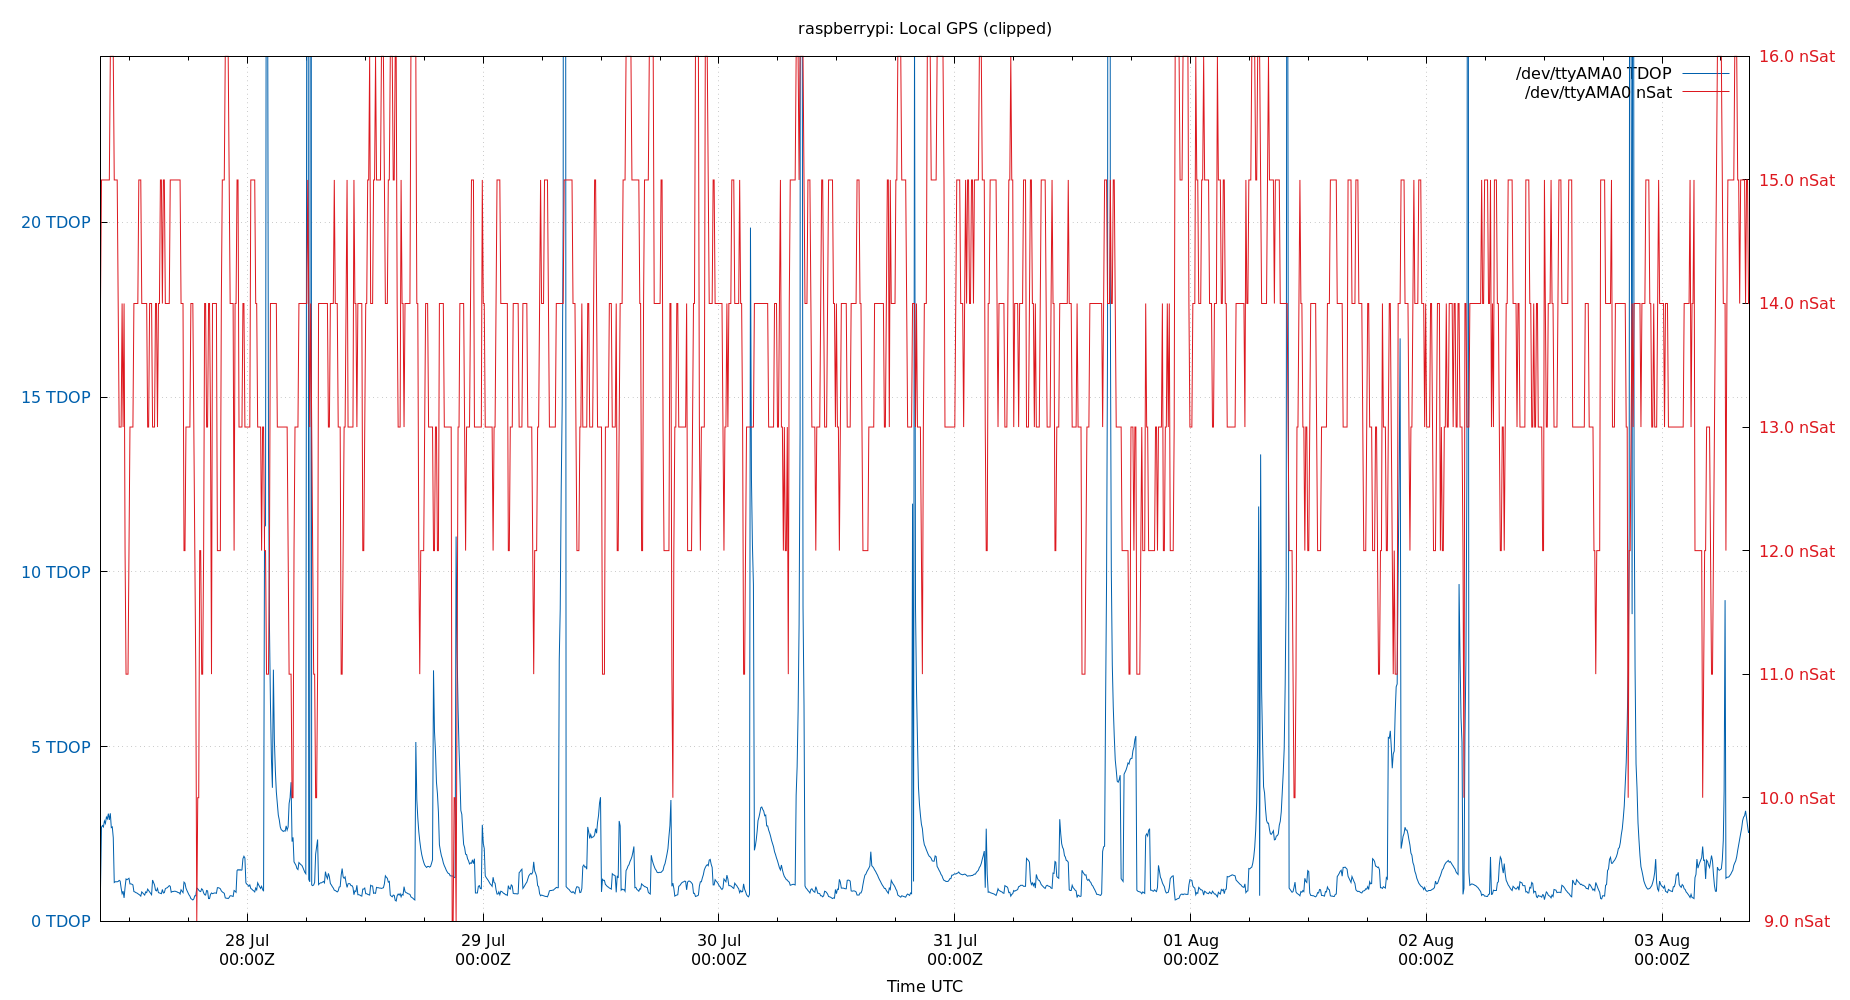 raspberrypi: Local GPS (clipped)
/dev/ttyAMA0 TDOP
/dev/ttyAMA0 nSat
20 TDOP
15 TDOP
10 TDOP
5 TDOP
0 TDOP
16.0 nSat
15.0 nSat
14.0 nSat
13.0 nSat
12.0 nSat
11.0 nSat
10.0 nSat
9.0 nSat
28 Jul
00:00Z
29 Jul
00:00Z
30 Jul
00:00Z
31 Jul
00:00Z
01 Aug
00:00Z
02 Aug
00:00Z
03 Aug
00:00Z
Time UTC